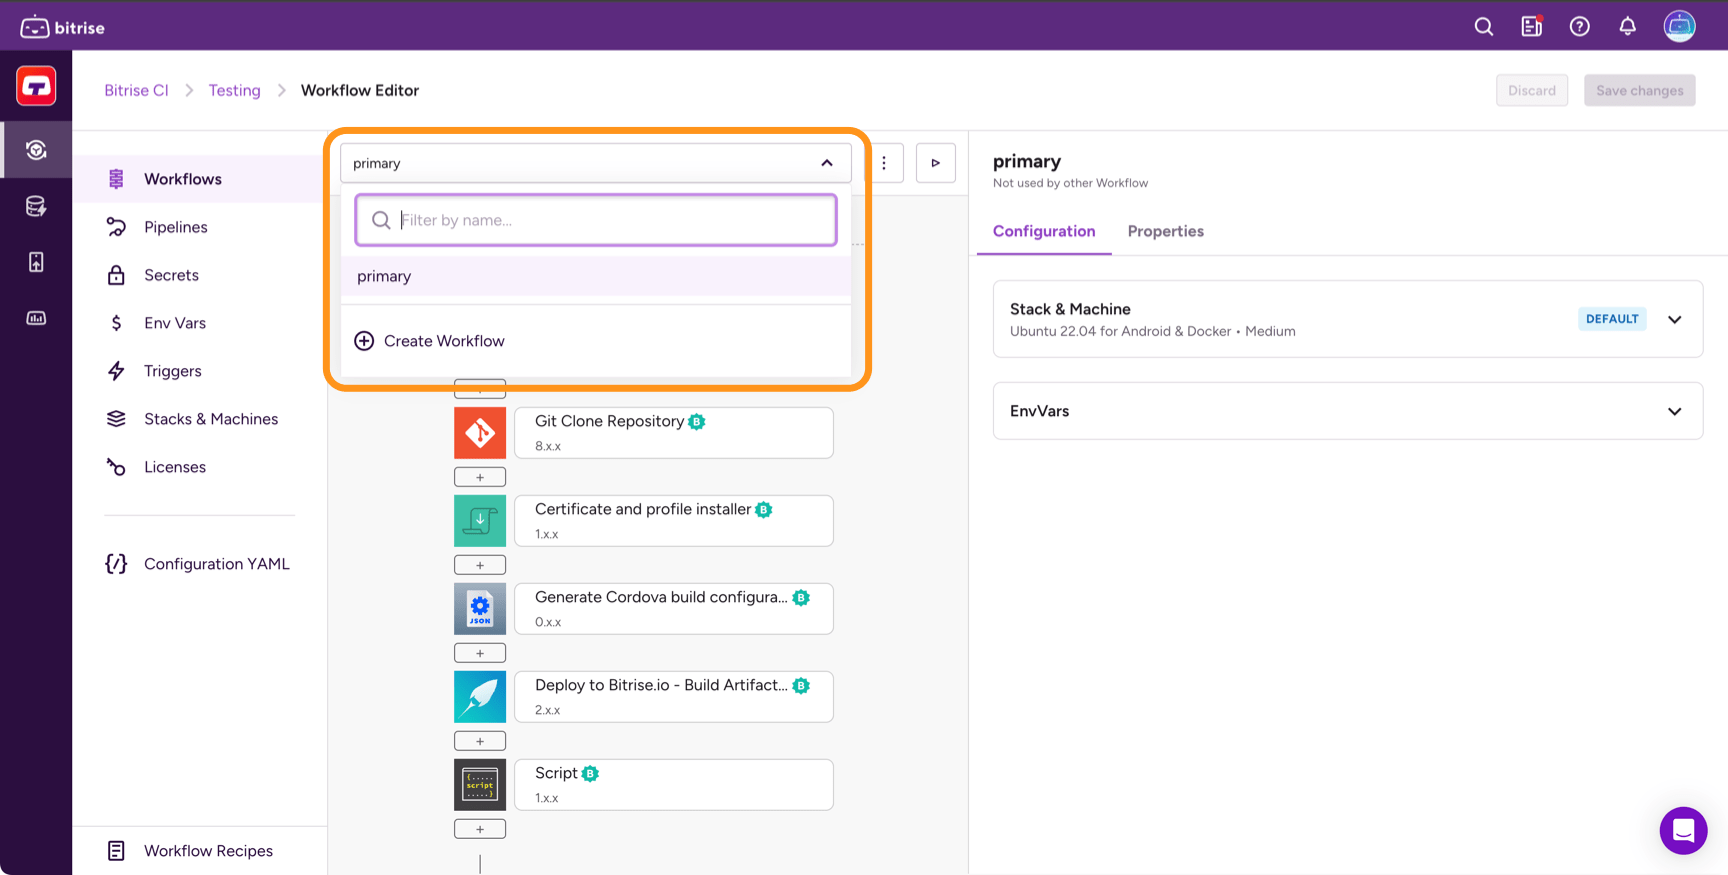 bitrise
Bitrise CI
Testing
Workflow Editor
Discard
Save changes
Workflows
Pipelines
Secrets
Env Vars
Triggers
Stacks & Machines
Licenses
Configuration YAML
Workflow Recipes
primary
Filter by name...
primary
Create Workflow
Git Clone Repository
8.x.x
Certificate and profile installer
1.x.x
JSON
Generate Cordova build configura...
0.x.x
Deploy to Bitrise.io - Build Artifact...
2.x.x
{.....
script
.....}
Script
1.x.x
primary
Not used by other Workflow
Configuration
Properties
Stack & Machine
Ubuntu 22.04 for Android & Docker • Medium
DEFAULT
EnvVars